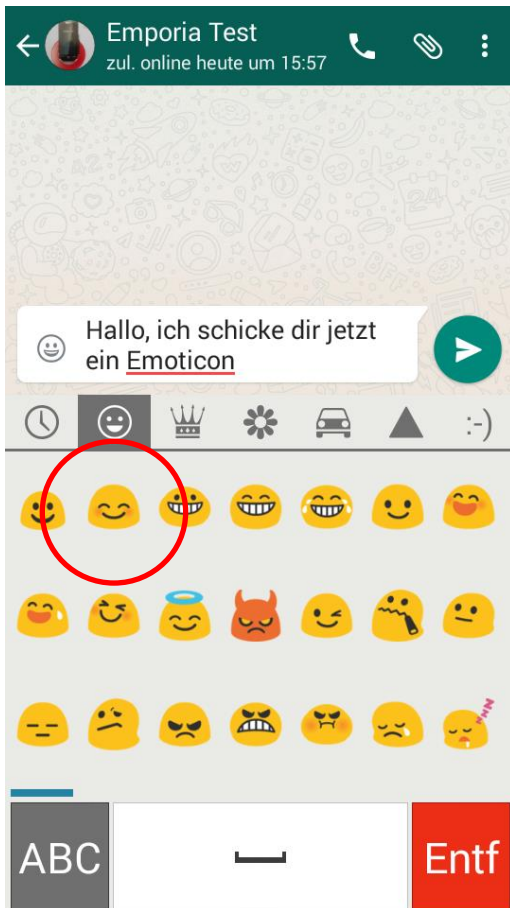 Emporia Test
zul. online heute um 15:57
Hallo, ich schicke dir jetzt
ein Emoticon
:-)
ABC
Entf